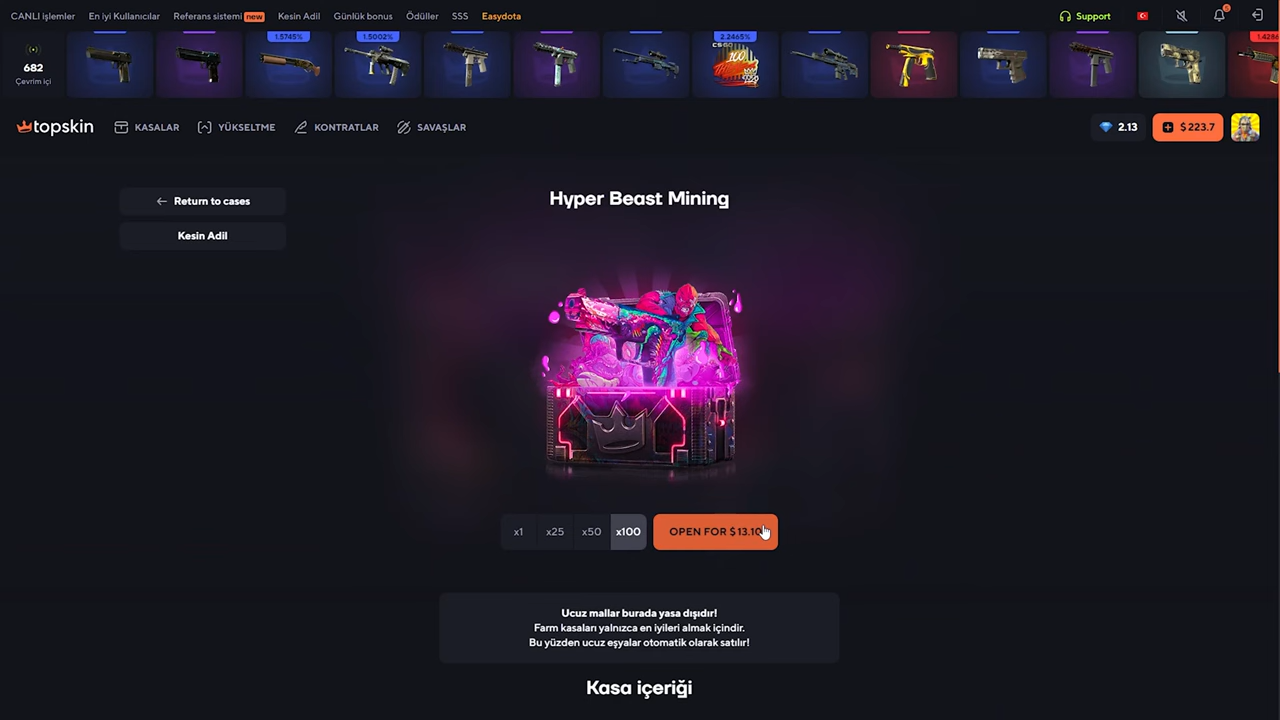 CANLI işlemler En iyi Kullanıcılar Referans sistemi new Kesin Adil Günlük bonus Ödüller SSS Easydota Support 5
1.5745% 1.5002% 2.2465% 1.4286
682
Çevrim içi
topskin KASALAR YÜKSELTME KONTRATLAR SAVAŞLAR 2.13 $ 223.7
← Return to cases
Hyper Beast Mining
Kesin Adil
x1 x25 x50 x100 OPEN FOR $ 13.10
Ucuz mallar burada yasa dışıdır!
Farm kasaları yalnızca en iyileri almak içindir.
Bu yüzden ucuz eşyalar otomatik olarak satılır!
Kasa içeriği